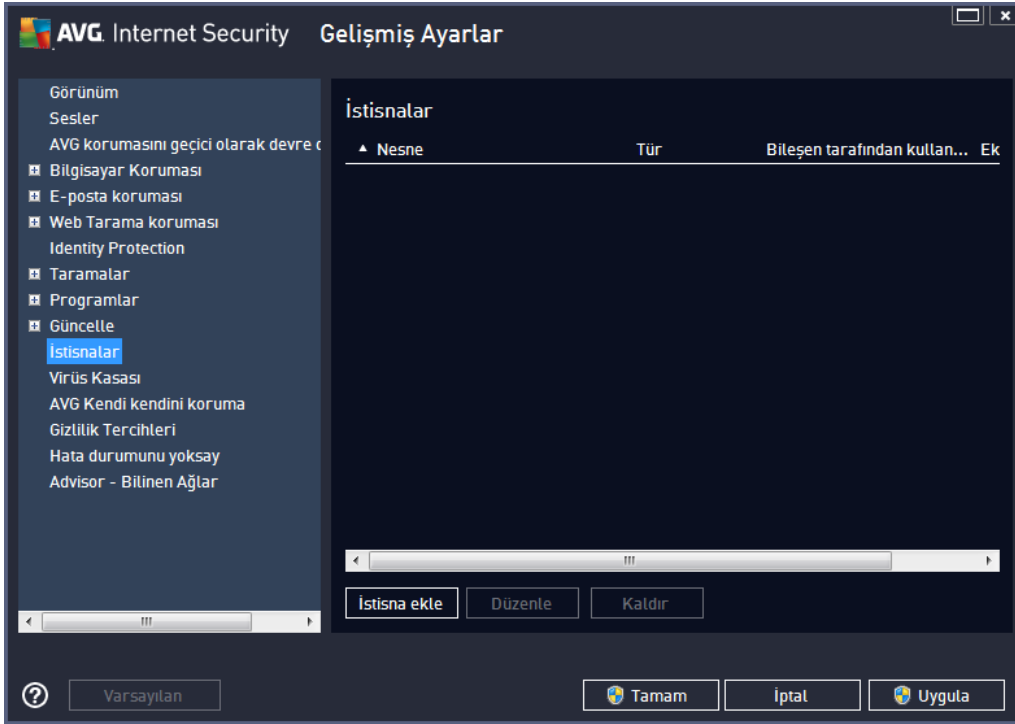 AVG. Internet Security Gelişmiş Ayarlar
Görünüm
Sesler
AVG korumasını geçici olarak devre
Bilgisayar Koruması
E-posta koruması
Web Tarama koruması
Identity Protection
Taramalar
Programlar
Güncelle
İstisnalar
Virüs Kasası
AVG Kendi kendini koruma
Gizlilik Tercihleri
Hata durumunu yoksay
Advisor - Bilinen Ağlar
İstisnalar
Nesne Tür Bileşen tarafından kullan... Ek
İstisna ekle Düzenle Kaldır
Varsayılan Tamam İptal Uygula